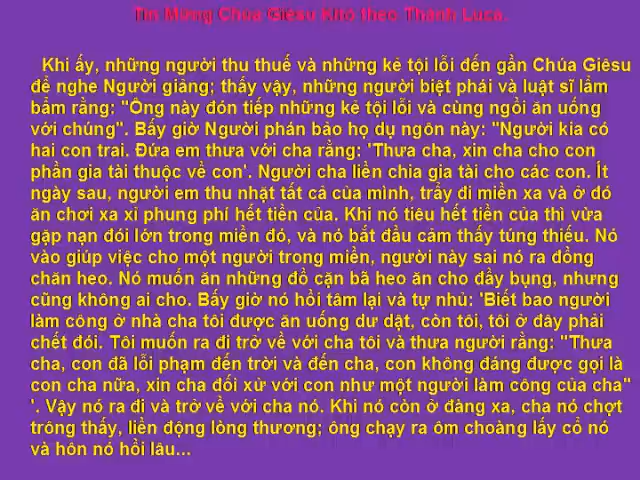 Tin Mừng Chúa Giêsu Kitô theo Thánh Luca.
Khi ấy, những người thu thuế và những kẻ tội lỗi đến gần Chúa Giêsu
để nghe Người giảng; thấy vậy, những người biệt phái và luật sĩ lẩm
bẩm rằng: "Ông này đón tiếp những kẻ tội lỗi và cùng ngồi ăn uống
với chúng". Bấy giờ Người phán bảo họ dụ ngôn này: "Người kia có
hai con trai. Đứa em thưa với cha rằng: 'Thưa cha, xin cha cho con
phần gia tài thuộc về con'. Người cha liền chia gia tài cho các con. Ít
ngày sau, người em thu nhặt tất cả của mình, trẩy đi miền xa và ở đó
ăn chơi xa xỉ phung phí hết tiền của. Khi nó tiêu hết tiền của thì vừa
gặp nạn đói lớn trong miền đó, và nó bắt đầu cảm thấy túng thiếu. Nó
vào giúp việc cho một người trong miền, người này sai nó ra đồng
chăn heo. Nó muốn ăn những đồ cặn bã heo ăn cho đầy bụng, nhưng
cũng không ai cho. Bấy giờ nó hồi tâm lại và tự nhủ: 'Biết bao người
làm công ở nhà cha tôi được ăn uống dư dật, còn tôi, tôi ở đây phải
chết đói. Tôi muốn ra đi trở về với cha tôi và thưa người rằng: "Thưa
cha, con đã lỗi phạm đến trời và đến cha, con không đáng được gọi là
con cha nữa, xin cha đối xử với con như một người làm công của cha"
'. Vậy nó ra đi và trở về với cha nó. Khi nó còn ở đàng xa, cha nó chợt
trông thấy, liền động lòng thương; ông chạy ra ôm choàng lấy cổ nó
và hôn nó hồi lâu...